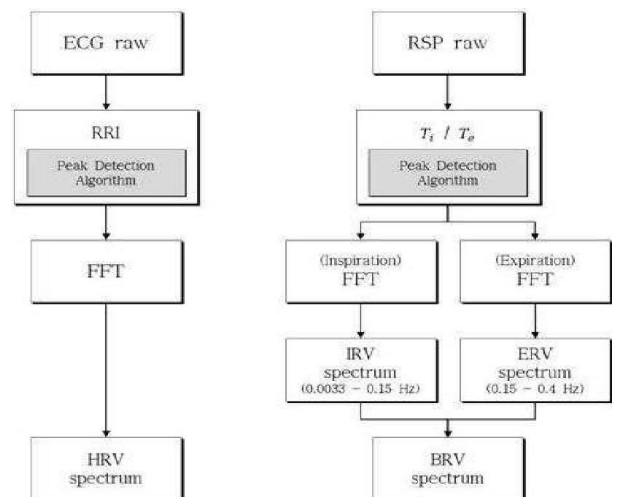 ECG raw
RRI
Peak Detection
Algorithm
FFT
HRV
spectrum
RSP raw
Ti / Te
Peak Detection
Algorithm
(Inspiration)
FFT
(Expiration)
FFT
IRV
spectrum
(0.0033 - 0.15 Hz)
ERV
spectrum
(0.15 - 0.4 Hz)
BRV
spectrum